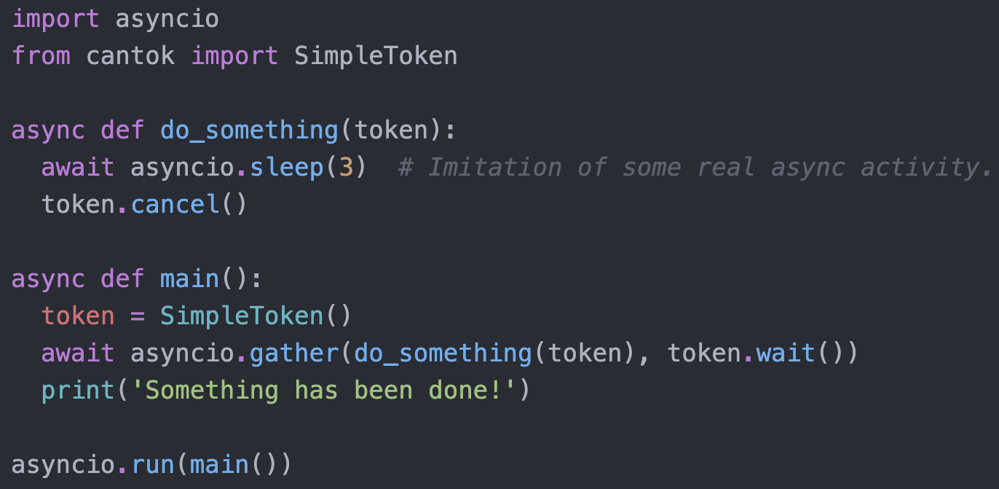 import asyncio
from cantok import SimpleToken

async def do_something(token):
  await asyncio.sleep(3)  # Imitation of some real async activity.
  token.cancel()

async def main():
  token = SimpleToken()
  await asyncio.gather(do_something(token), token.wait())
  print('Something has been done!')

asyncio.run(main())